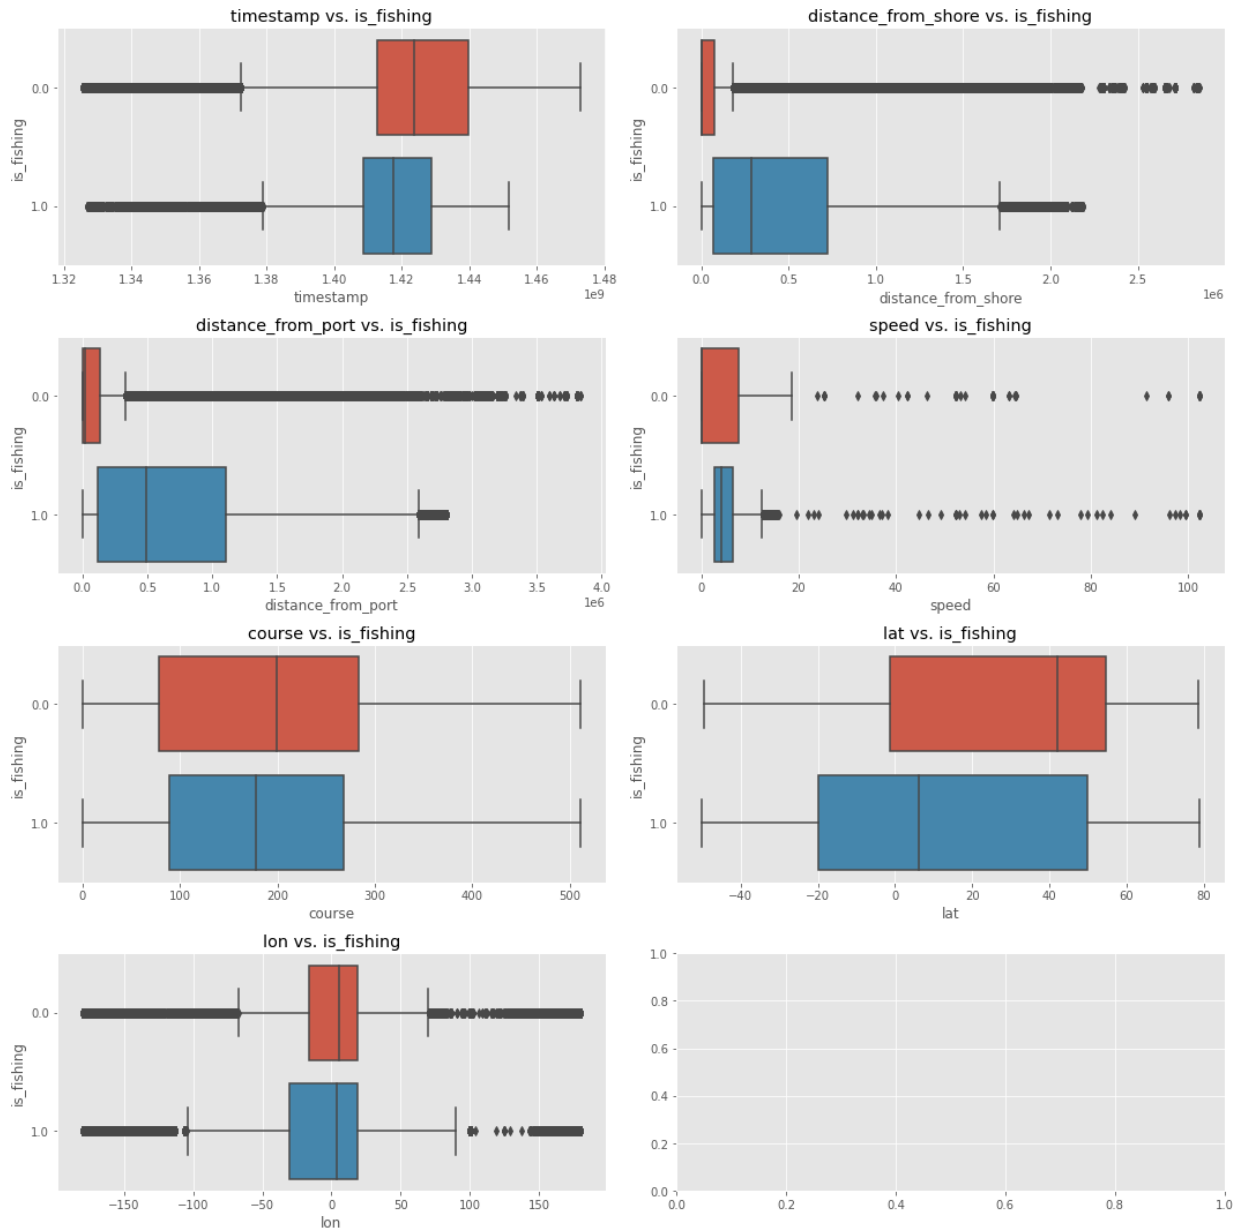 timestamp vs. is_fishing
is_fishing
0.0
1.0
1.32 1.34 1.36 1.38 1.40 1.42 1.44 1.46 1.48
1e9
timestamp
distance_from_shore vs. is_fishing
is_fishing
0.0
1.0
0.0 0.5 1.0 1.5 2.0 2.5
1e6
distance_from_shore
distance_from_port vs. is_fishing
is_fishing
0.0
1.0
0.0 0.5 1.0 1.5 2.0 2.5 3.0 3.5 4.0
1e6
distance_from_port
speed vs. is_fishing
is_fishing
0.0
1.0
0 20 40 60 80 100
speed
course vs. is_fishing
is_fishing
0.0
1.0
0 100 200 300 400 500
course
lat vs. is_fishing
is_fishing
0.0
1.0
−40 −20 0 20 40 60 80
lat
lon vs. is_fishing
is_fishing
0.0
1.0
−150 −100 −50 0 50 100 150
lon
1.0
0.8
0.6
0.4
0.2
0.0
0.0 0.2 0.4 0.6 0.8 1.0